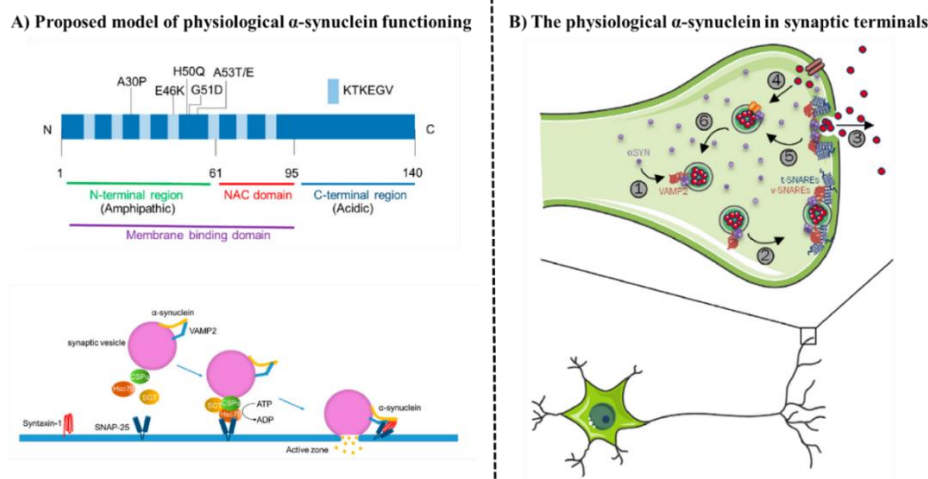 A) Proposed model of physiological α-synuclein functioning
H50Q A53T/E
A30P
E46K G51D
KTKEGV
N
C
1
61
95
140
N-terminal region
(Amphipathic)
NAC domain
C-terminal region
(Acidic)
Membrane binding domain
α-synuclein
VAMP2
synaptic vesicle
CSPα
Hsc70
SGT
SGT
CSPα
Hsc70
ATP
ADP
α-synuclein
Syntaxin-1
SNAP-25
Active zone
B) The physiological α-synuclein in synaptic terminals
4
6
3
5
αSYN
1
VAMP2
t-SNAREs
v-SNAREs
2